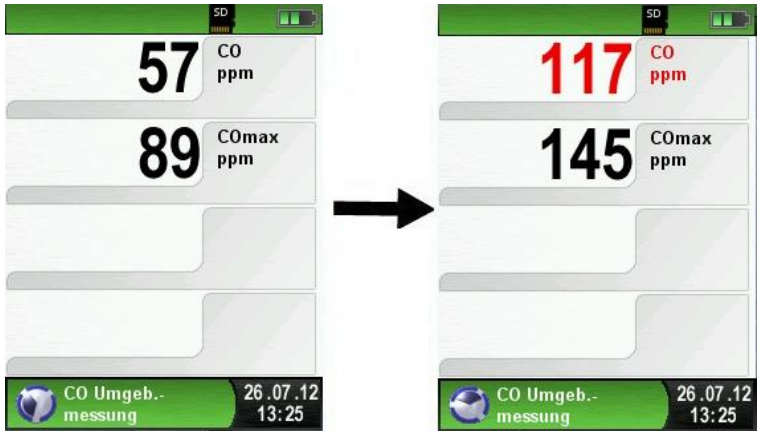 SD
57 CO
ppm
89 COmax
ppm
CO Umgeb.-
messung
26.07.12
13:25
SD
117 CO
ppm
145 COmax
ppm
CO Umgeb.-
messung
26.07.12
13:25